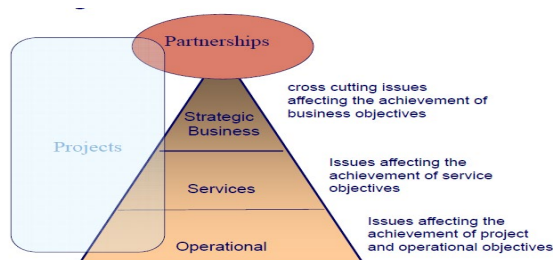 Partnerships
cross cutting issues
affecting the achievement of
business objectives
Strategic
Business
Projects
Issues affecting the
achievement of service
objectives
Services
Issues affecting the
achievement of project
and operational objectives
Operational